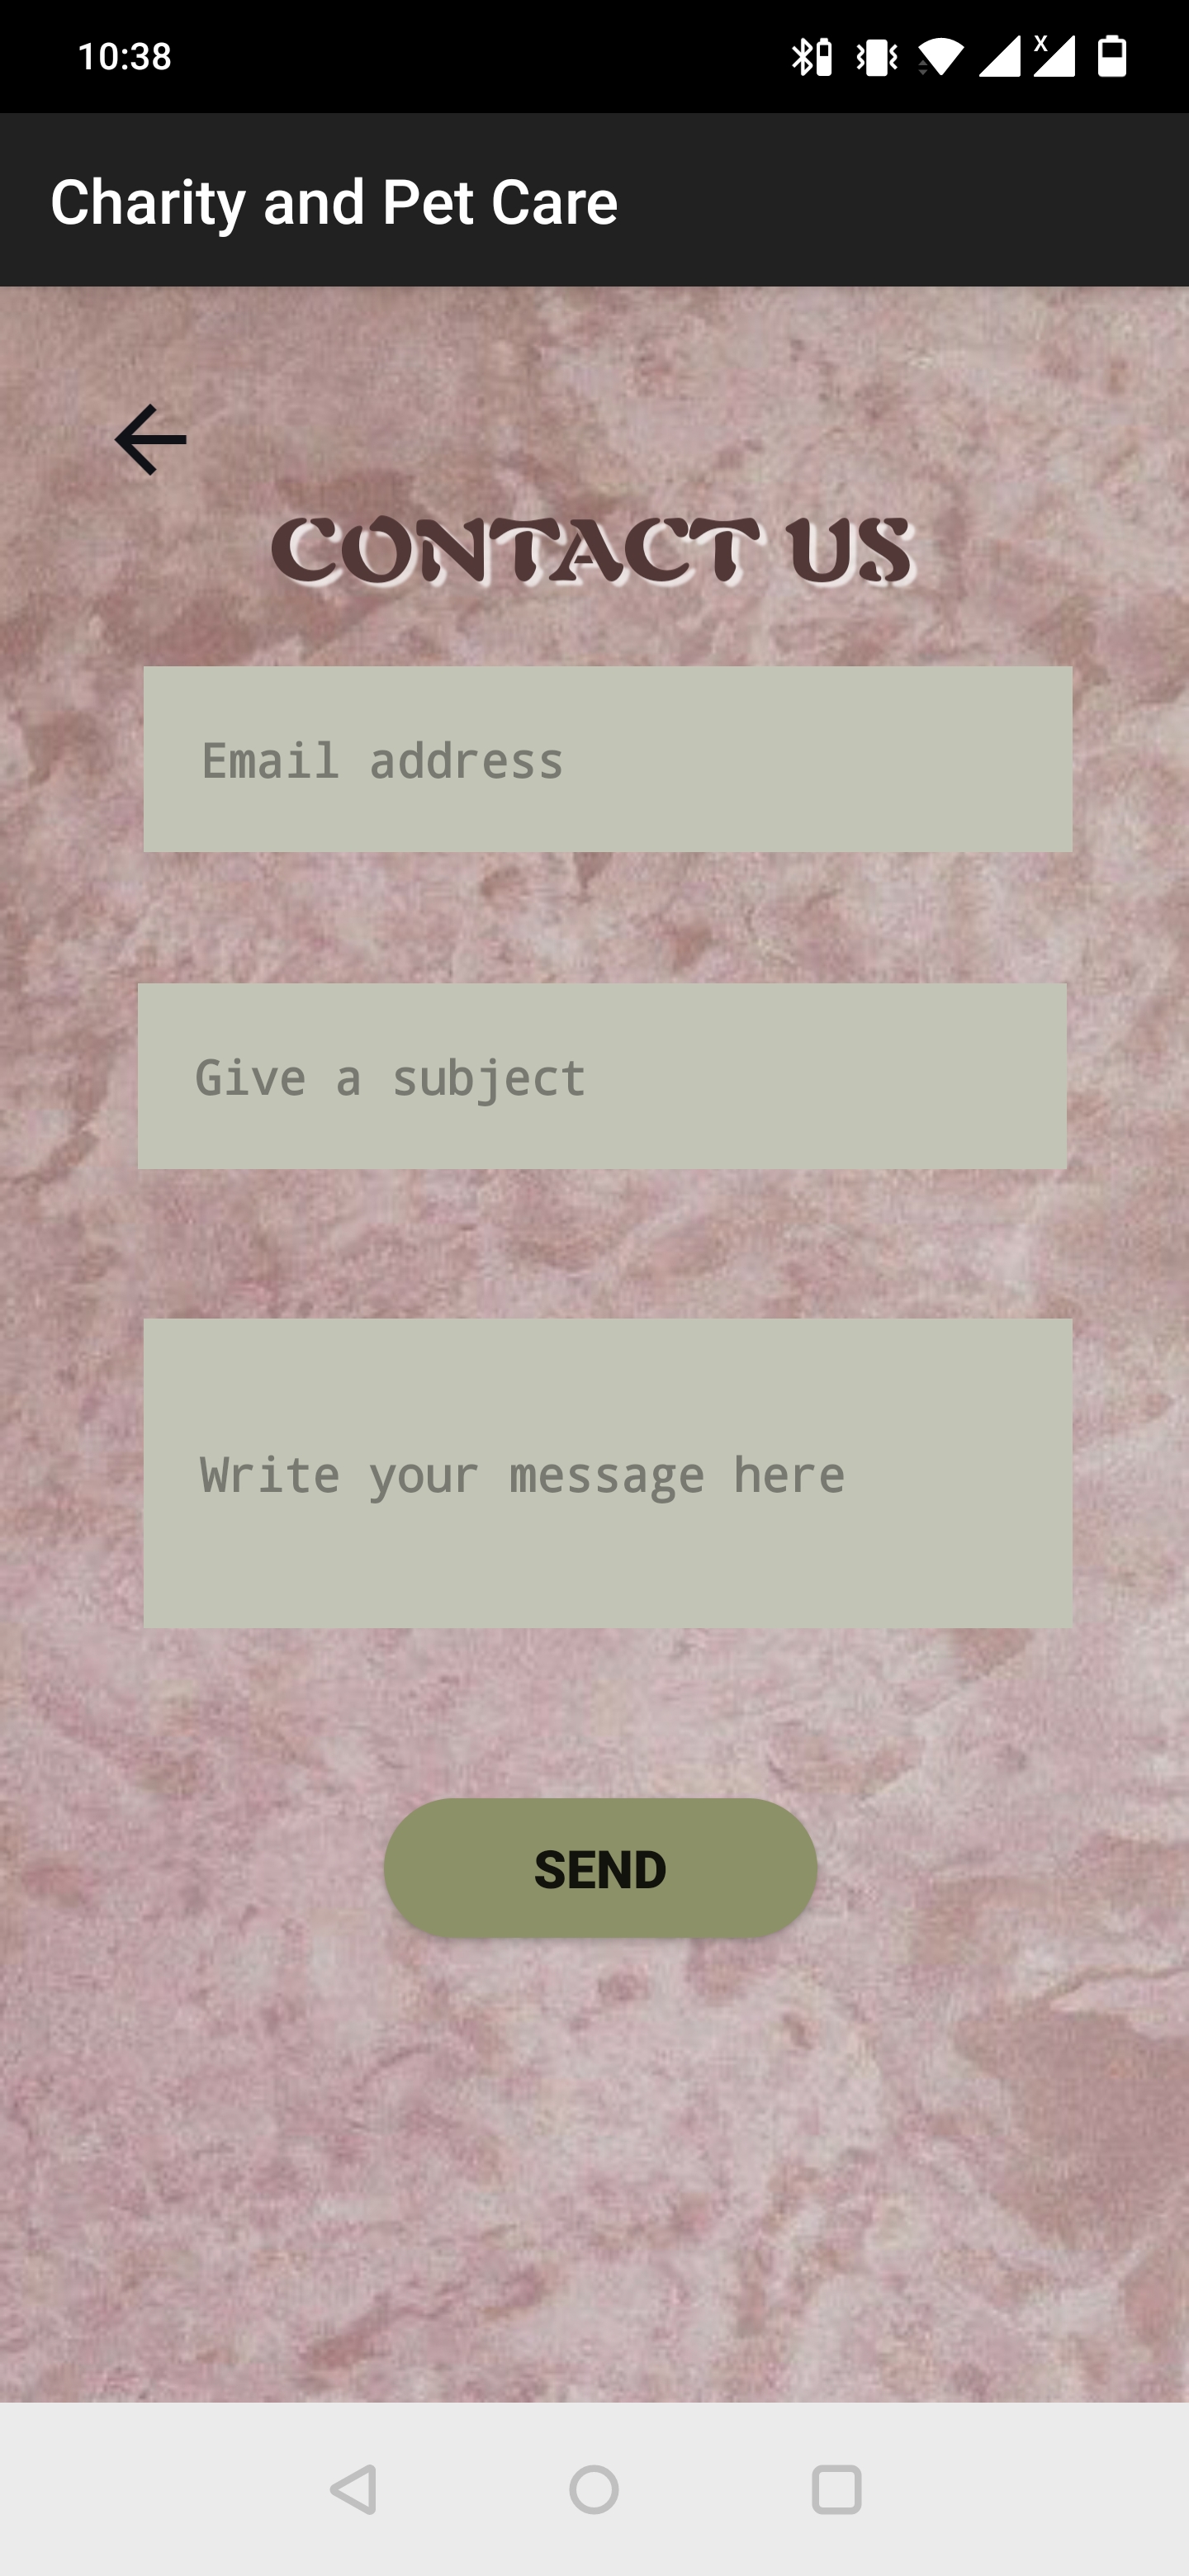 10:38
X
Charity and Pet Care
CONTACT US
Email address
Give a subject
Write your message here
SEND